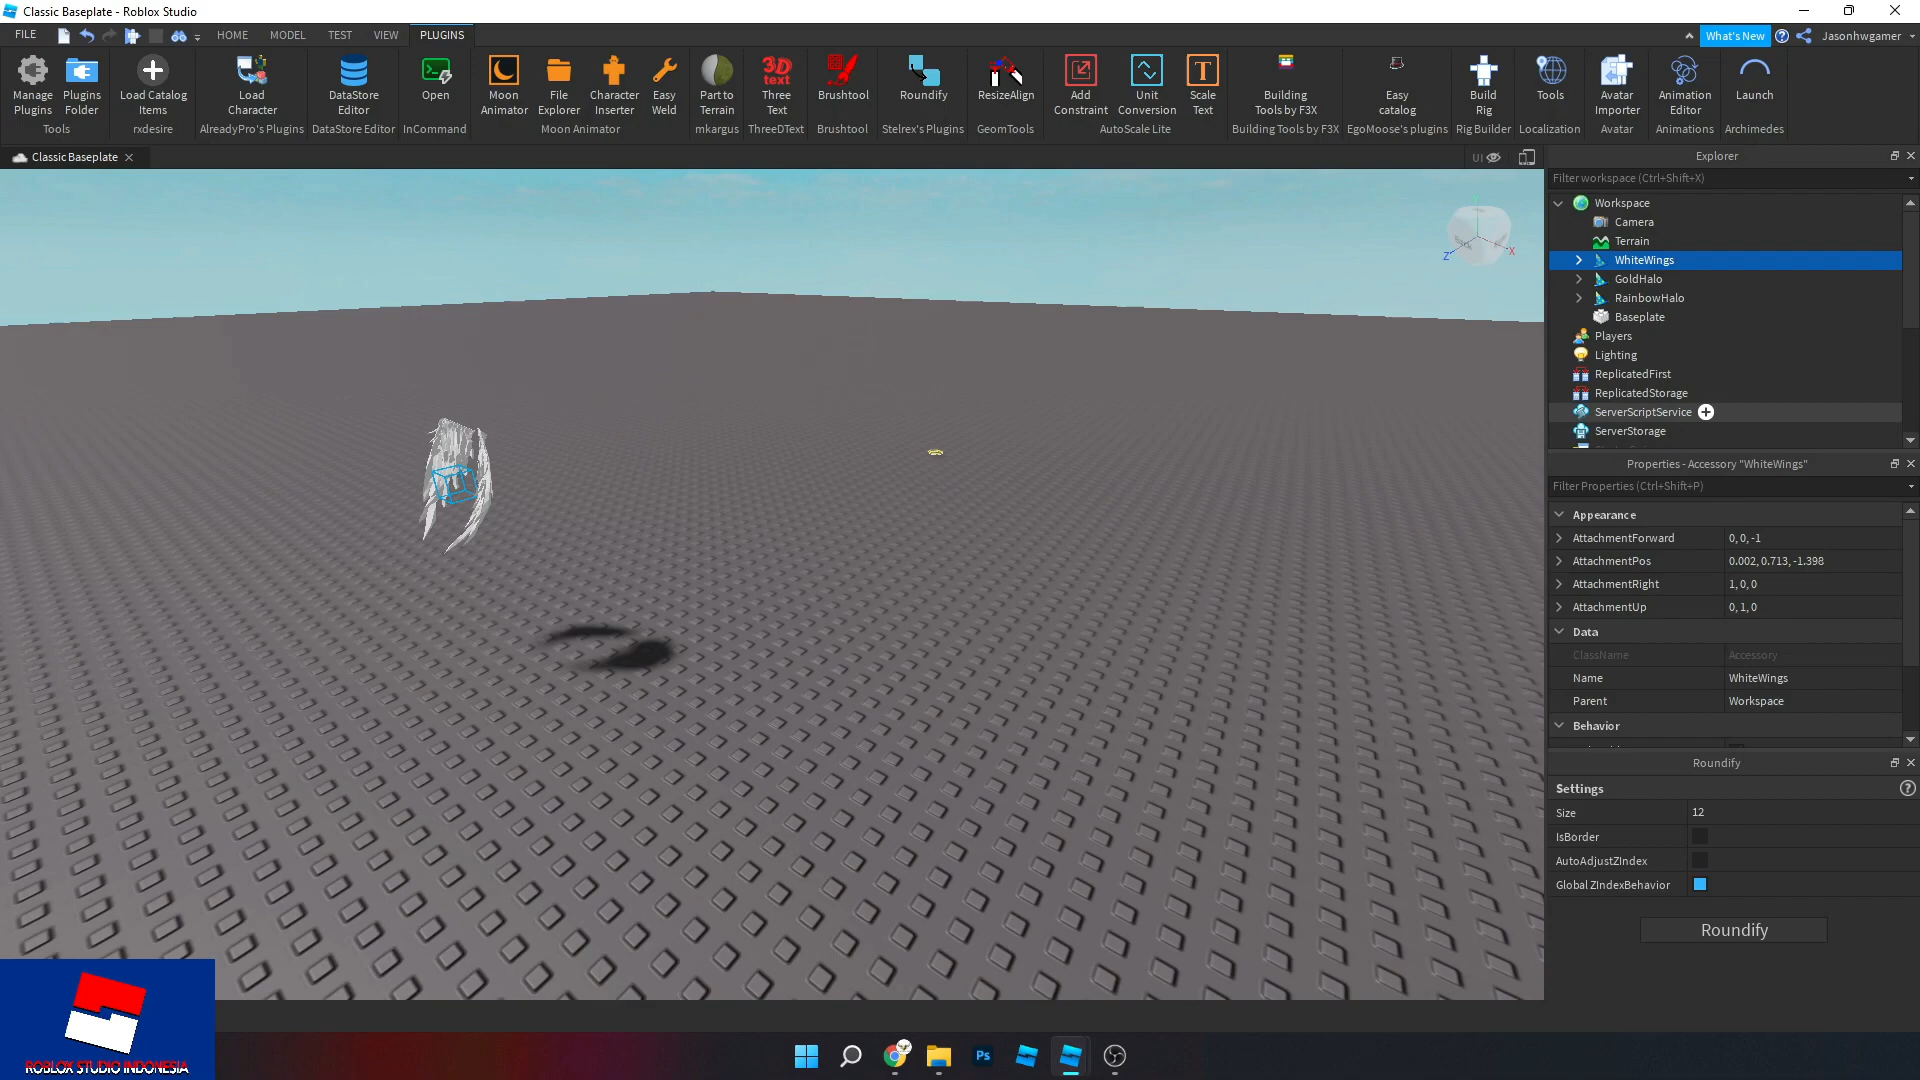 Classic Baseplate - Roblox Studio
FILE HOME MODEL TEST VIEW PLUGINS What's New Jasonhwgamer
Manage Plugins
Plugins Folder
Tools
Load Catalog Items
rxdesire
Load Character
AlreadyPro's Plugins
DataStore Editor
DataStore Editor
Open
InCommand
Moon Animator
File Explorer
Character Inserter
Easy Weld
Moon Animator
Part to Terrain
mkargus
3D text
Three Text
ThreeDText
Brushtool
Brushtool
Roundify
Stelrex's Plugins
ResizeAlign
GeomTools
Add Constraint
Unit Conversion
T
Scale Text
AutoScale Lite
Building Tools by F3X
Building Tools by F3X
Easy catalog
EgoMoose's plugins
Build Rig
Rig Builder
Tools
Localization
Avatar Importer
Avatar
Animation Editor
Animations
Launch
Archimedes
Classic Baseplate
UI
Z X
Explorer
Filter workspace (Ctrl+Shift+X)
Workspace
Camera
Terrain
WhiteWings
GoldHalo
RainbowHalo
Baseplate
Players
Lighting
ReplicatedFirst
ReplicatedStorage
ServerScriptService
ServerStorage
Properties - Accessory "WhiteWings"
Filter Properties (Ctrl+Shift+P)
Appearance
AttachmentForward 0, 0, -1
AttachmentPos 0.002, 0.713, -1.398
AttachmentRight 1, 0, 0
AttachmentUp 0, 1, 0
Data
ClassName Accessory
Name WhiteWings
Parent Workspace
Behavior
Roundify
Settings
Size 12
IsBorder
AutoAdjustZIndex
Global ZIndexBehavior
Roundify
ROBLOX STUDIO INDONESIA
Ps